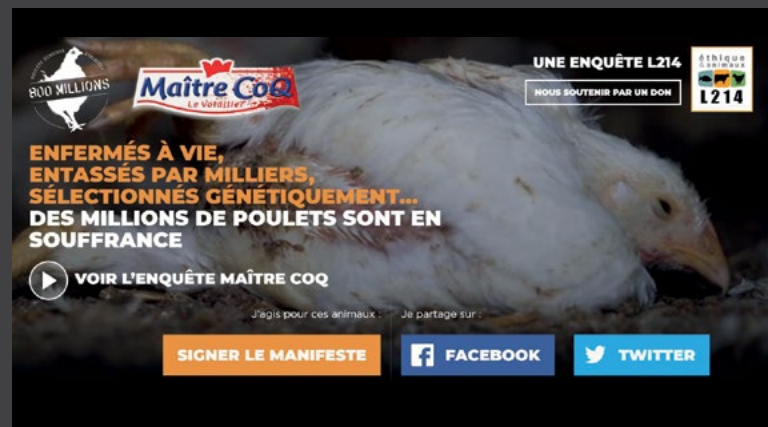 800 MILLIONS
Maître CoQ
Le Volailler
UNE ENQUÊTE L214
NOUS SOUTENIR PAR UN DON
éthique
& animaux
L214
ENFERMÉS À VIE,
ENTASSÉS PAR MILLIERS,
SÉLECTIONNÉS GÉNÉTIQUEMENT...
DES MILLIONS DE POULETS SONT EN
SOUFFRANCE
VOIR L'ENQUÊTE MAÎTRE COQ
J'agis pour ces animaux :
Je partage sur :
SIGNER LE MANIFESTE
FACEBOOK
TWITTER